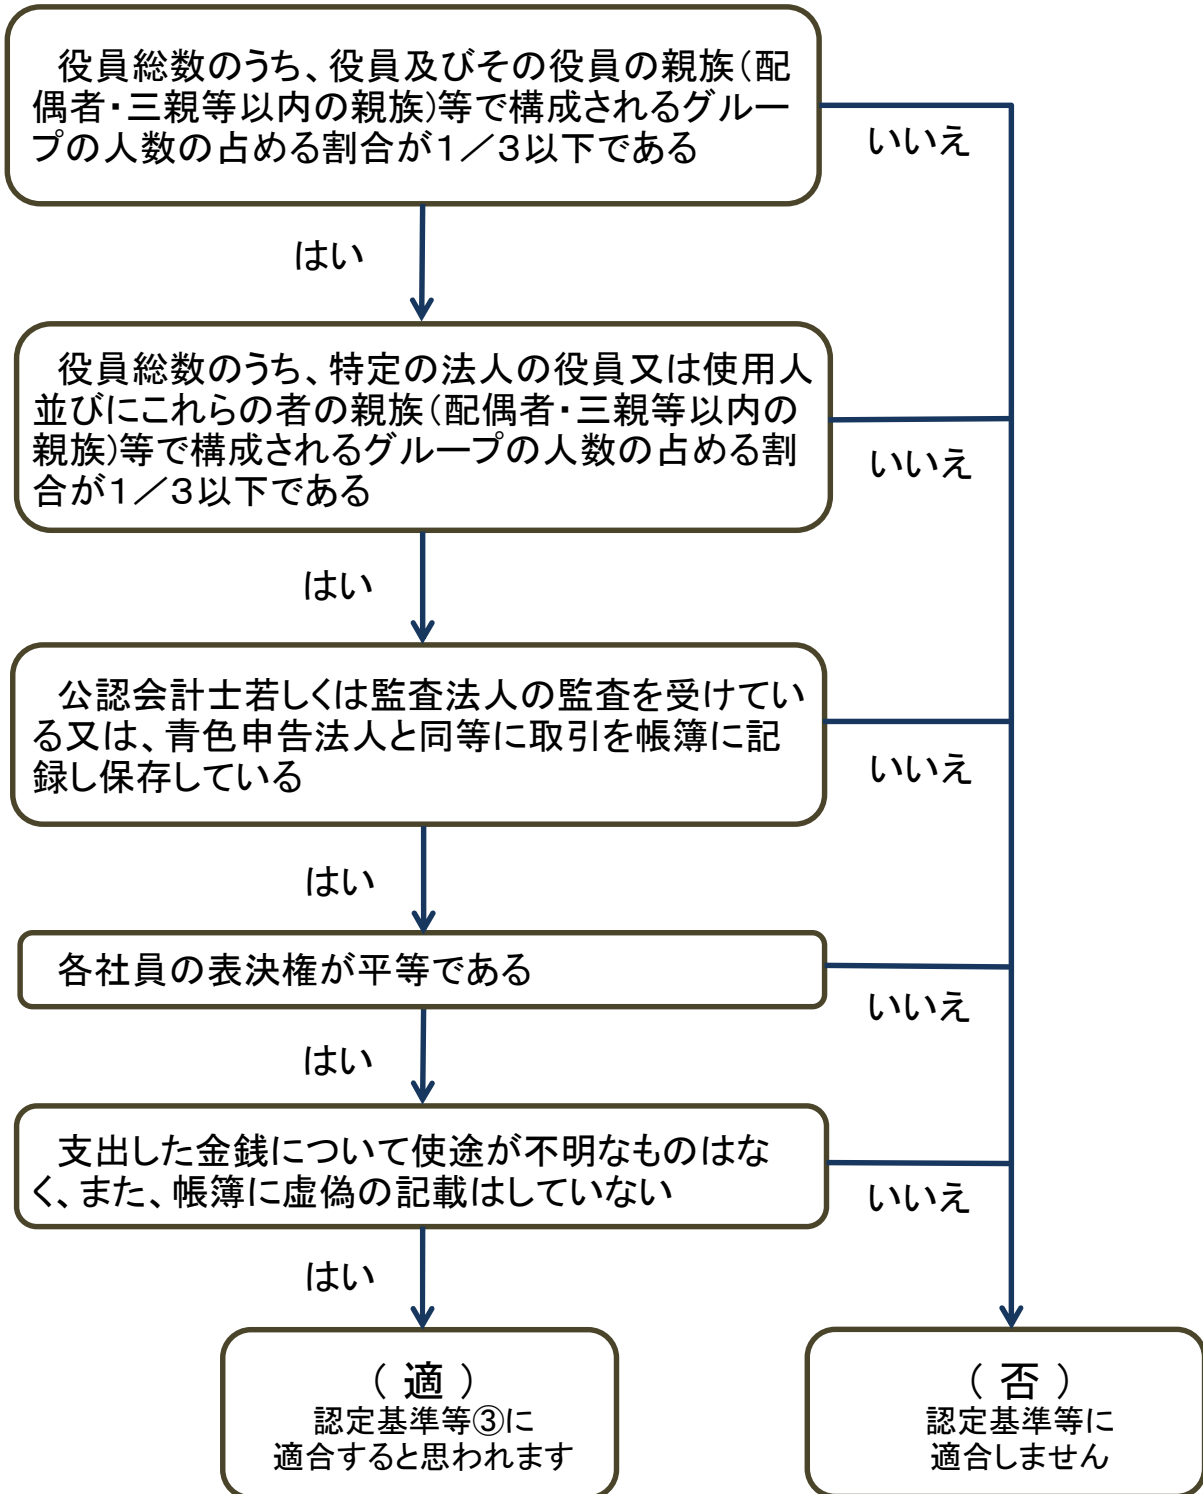 役員総数のうち、役員及びその役員の親族(配
偶者・三親等以内の親族)等で構成されるグルー
プの人数の占める割合が1/3以下である
いいえ
はい
役員総数のうち、特定の法人の役員又は使用人
並びにこれらの者の親族(配偶者・三親等以内の
親族)等で構成されるグループの人数の占める割
合が1/3以下である
いいえ
はい
公認会計士若しくは監査法人の監査を受けてい
る又は、青色申告法人と同等に取引を帳簿に記
録し保存している
いいえ
はい
各社員の表決権が平等である
いいえ
はい
支出した金銭について使途が不明なものはな
く、また、帳簿に虚偽の記載はしていない
いいえ
はい
( 適 )
認定基準等③に
適合すると思われます
( 否 )
認定基準等に
適合しません